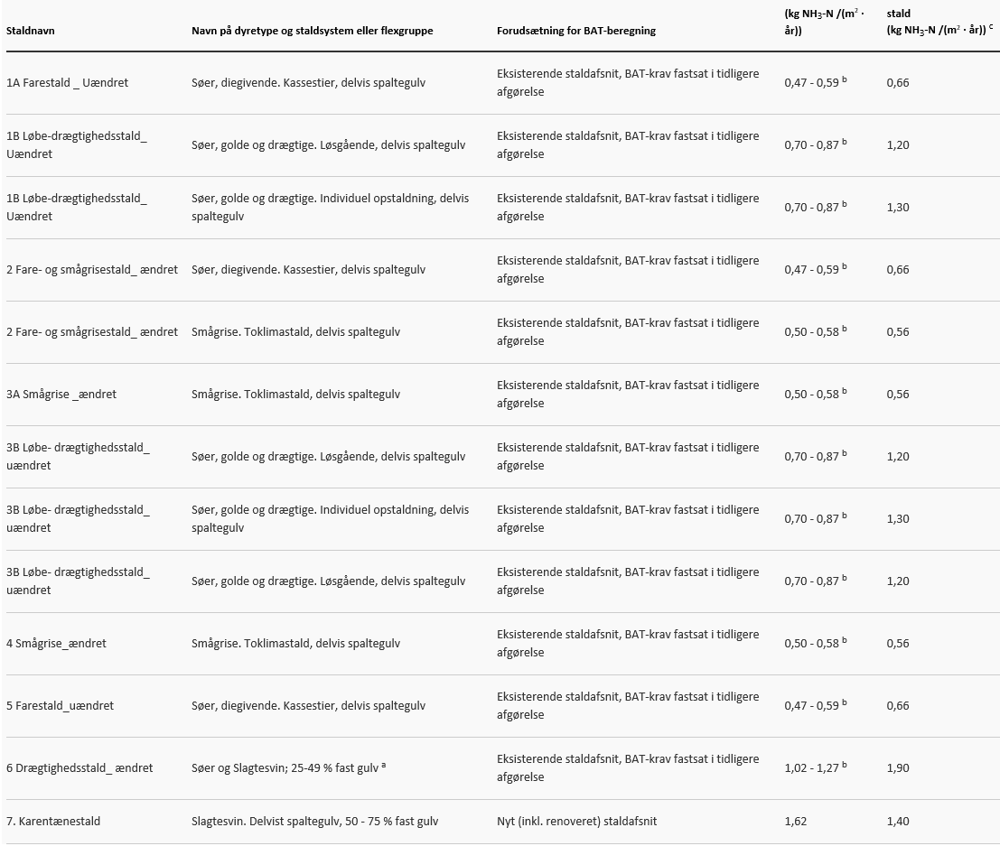 (kg NH3-N /(m² ·
år))
stald
(kg NH3-N /(m² · år)) c
Staldnavn
Navn på dyretype og staldsystem eller flexgruppe
Forudsætning for BAT-beregning
1A Farestald _ Uændret
Søer, diegivende. Kassestier, delvis spaltegulv
Eksisterende staldafsnit, BAT-krav fastsat i tidligere
afgørelse
0,47 - 0,59 b
0,66
1B Løbe-drægtighedsstald_
Uændret
Søer, golde og drægtige. Løsgående, delvis spaltegulv
Eksisterende staldafsnit, BAT-krav fastsat i tidligere
afgørelse
0,70 - 0,87 b
1,20
1B Løbe-drægtighedsstald_
Uændret
Søer, golde og drægtige. Individuel opstaldning, delvis
spaltegulv
Eksisterende staldafsnit, BAT-krav fastsat i tidligere
afgørelse
0,70 - 0,87 b
1,30
2 Fare- og smågrisestald_ ændret
Søer, diegivende. Kassestier, delvis spaltegulv
Eksisterende staldafsnit, BAT-krav fastsat i tidligere
afgørelse
0,47 - 0,59 b
0,66
2 Fare- og smågrisestald_ ændret
Smågrise. Toklimastald, delvis spaltegulv
Eksisterende staldafsnit, BAT-krav fastsat i tidligere
afgørelse
0,50 - 0,58 b
0,56
3A Smågrise _ændret
Smågrise. Toklimastald, delvis spaltegulv
Eksisterende staldafsnit, BAT-krav fastsat i tidligere
afgørelse
0,50 - 0,58 b
0,56
3B Løbe- drægtighedsstald_
uændret
Søer, golde og drægtige. Løsgående, delvis spaltegulv
Eksisterende staldafsnit, BAT-krav fastsat i tidligere
afgørelse
0,70 - 0,87 b
1,20
3B Løbe- drægtighedsstald_
uændret
Søer, golde og drægtige. Individuel opstaldning, delvis
spaltegulv
Eksisterende staldafsnit, BAT-krav fastsat i tidligere
afgørelse
0,70 - 0,87 b
1,30
3B Løbe- drægtighedsstald_
uændret
Søer, golde og drægtige. Løsgående, delvis spaltegulv
Eksisterende staldafsnit, BAT-krav fastsat i tidligere
afgørelse
0,70 - 0,87 b
1,20
4 Smågrise_ændret
Smågrise. Toklimastald, delvis spaltegulv
Eksisterende staldafsnit, BAT-krav fastsat i tidligere
afgørelse
0,50 - 0,58 b
0,56
5 Farestald_uændret
Søer, diegivende. Kassestier, delvis spaltegulv
Eksisterende staldafsnit, BAT-krav fastsat i tidligere
afgørelse
0,47 - 0,59 b
0,66
6 Drægtighedsstald_ ændret
Søer og Slagtesvin; 25-49 % fast gulv a
Eksisterende staldafsnit, BAT-krav fastsat i tidligere
afgørelse
1,02 - 1,27 b
1,90
7. Karentænestald
Slagtesvin. Delvist spaltegulv, 50 - 75 % fast gulv
Nyt (inkl. renoveret) staldafsnit
1,62
1,40